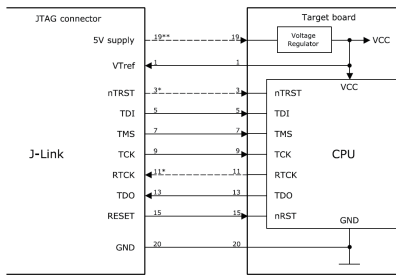 JTAG connector Target board
5V supply 19** 19 Voltage Regulator VCC
VTref 1 1
VCC
nTRST 3* 3 nTRST
TDI 5 5 TDI
TMS 7 7 TMS
J-Link TCK 9 9 TCK CPU
RTCK 11* 11 RTCK
TDO 13 13 TDO
RESET 15 15 nRST
GND
GND 20 20